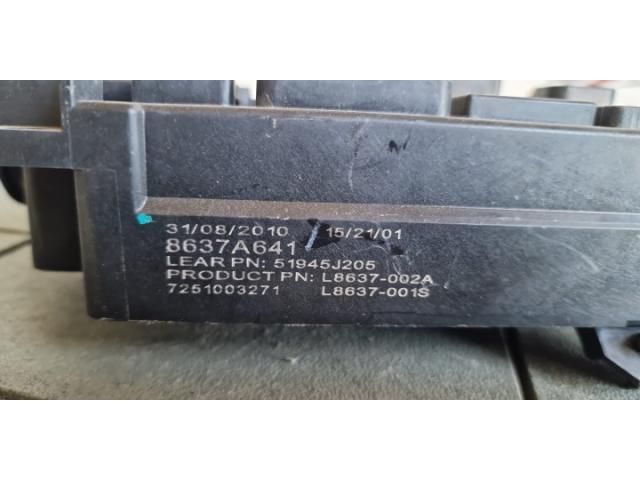 31/08/2010 15/21/01
8637A641
LEAR PN: 51945J205
PRODUCT PN: L8637-002A
7251003271 L8637-001S